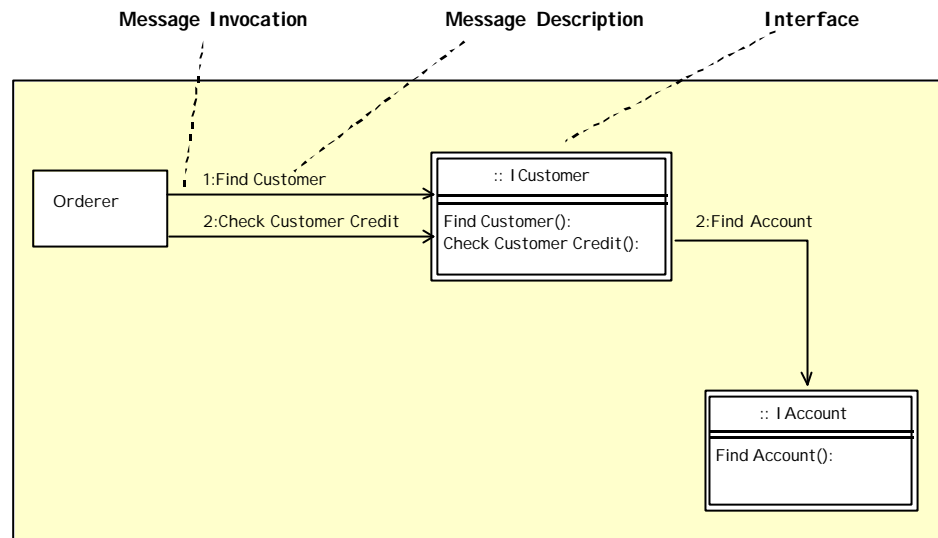 Message Invocation
Message Description
Interface
1:Find Customer
:: ICustomer
Orderer
2:Check Customer Credit
Find Customer():
Check Customer Credit():
2:Find Account
:: IAccount
Find Account():